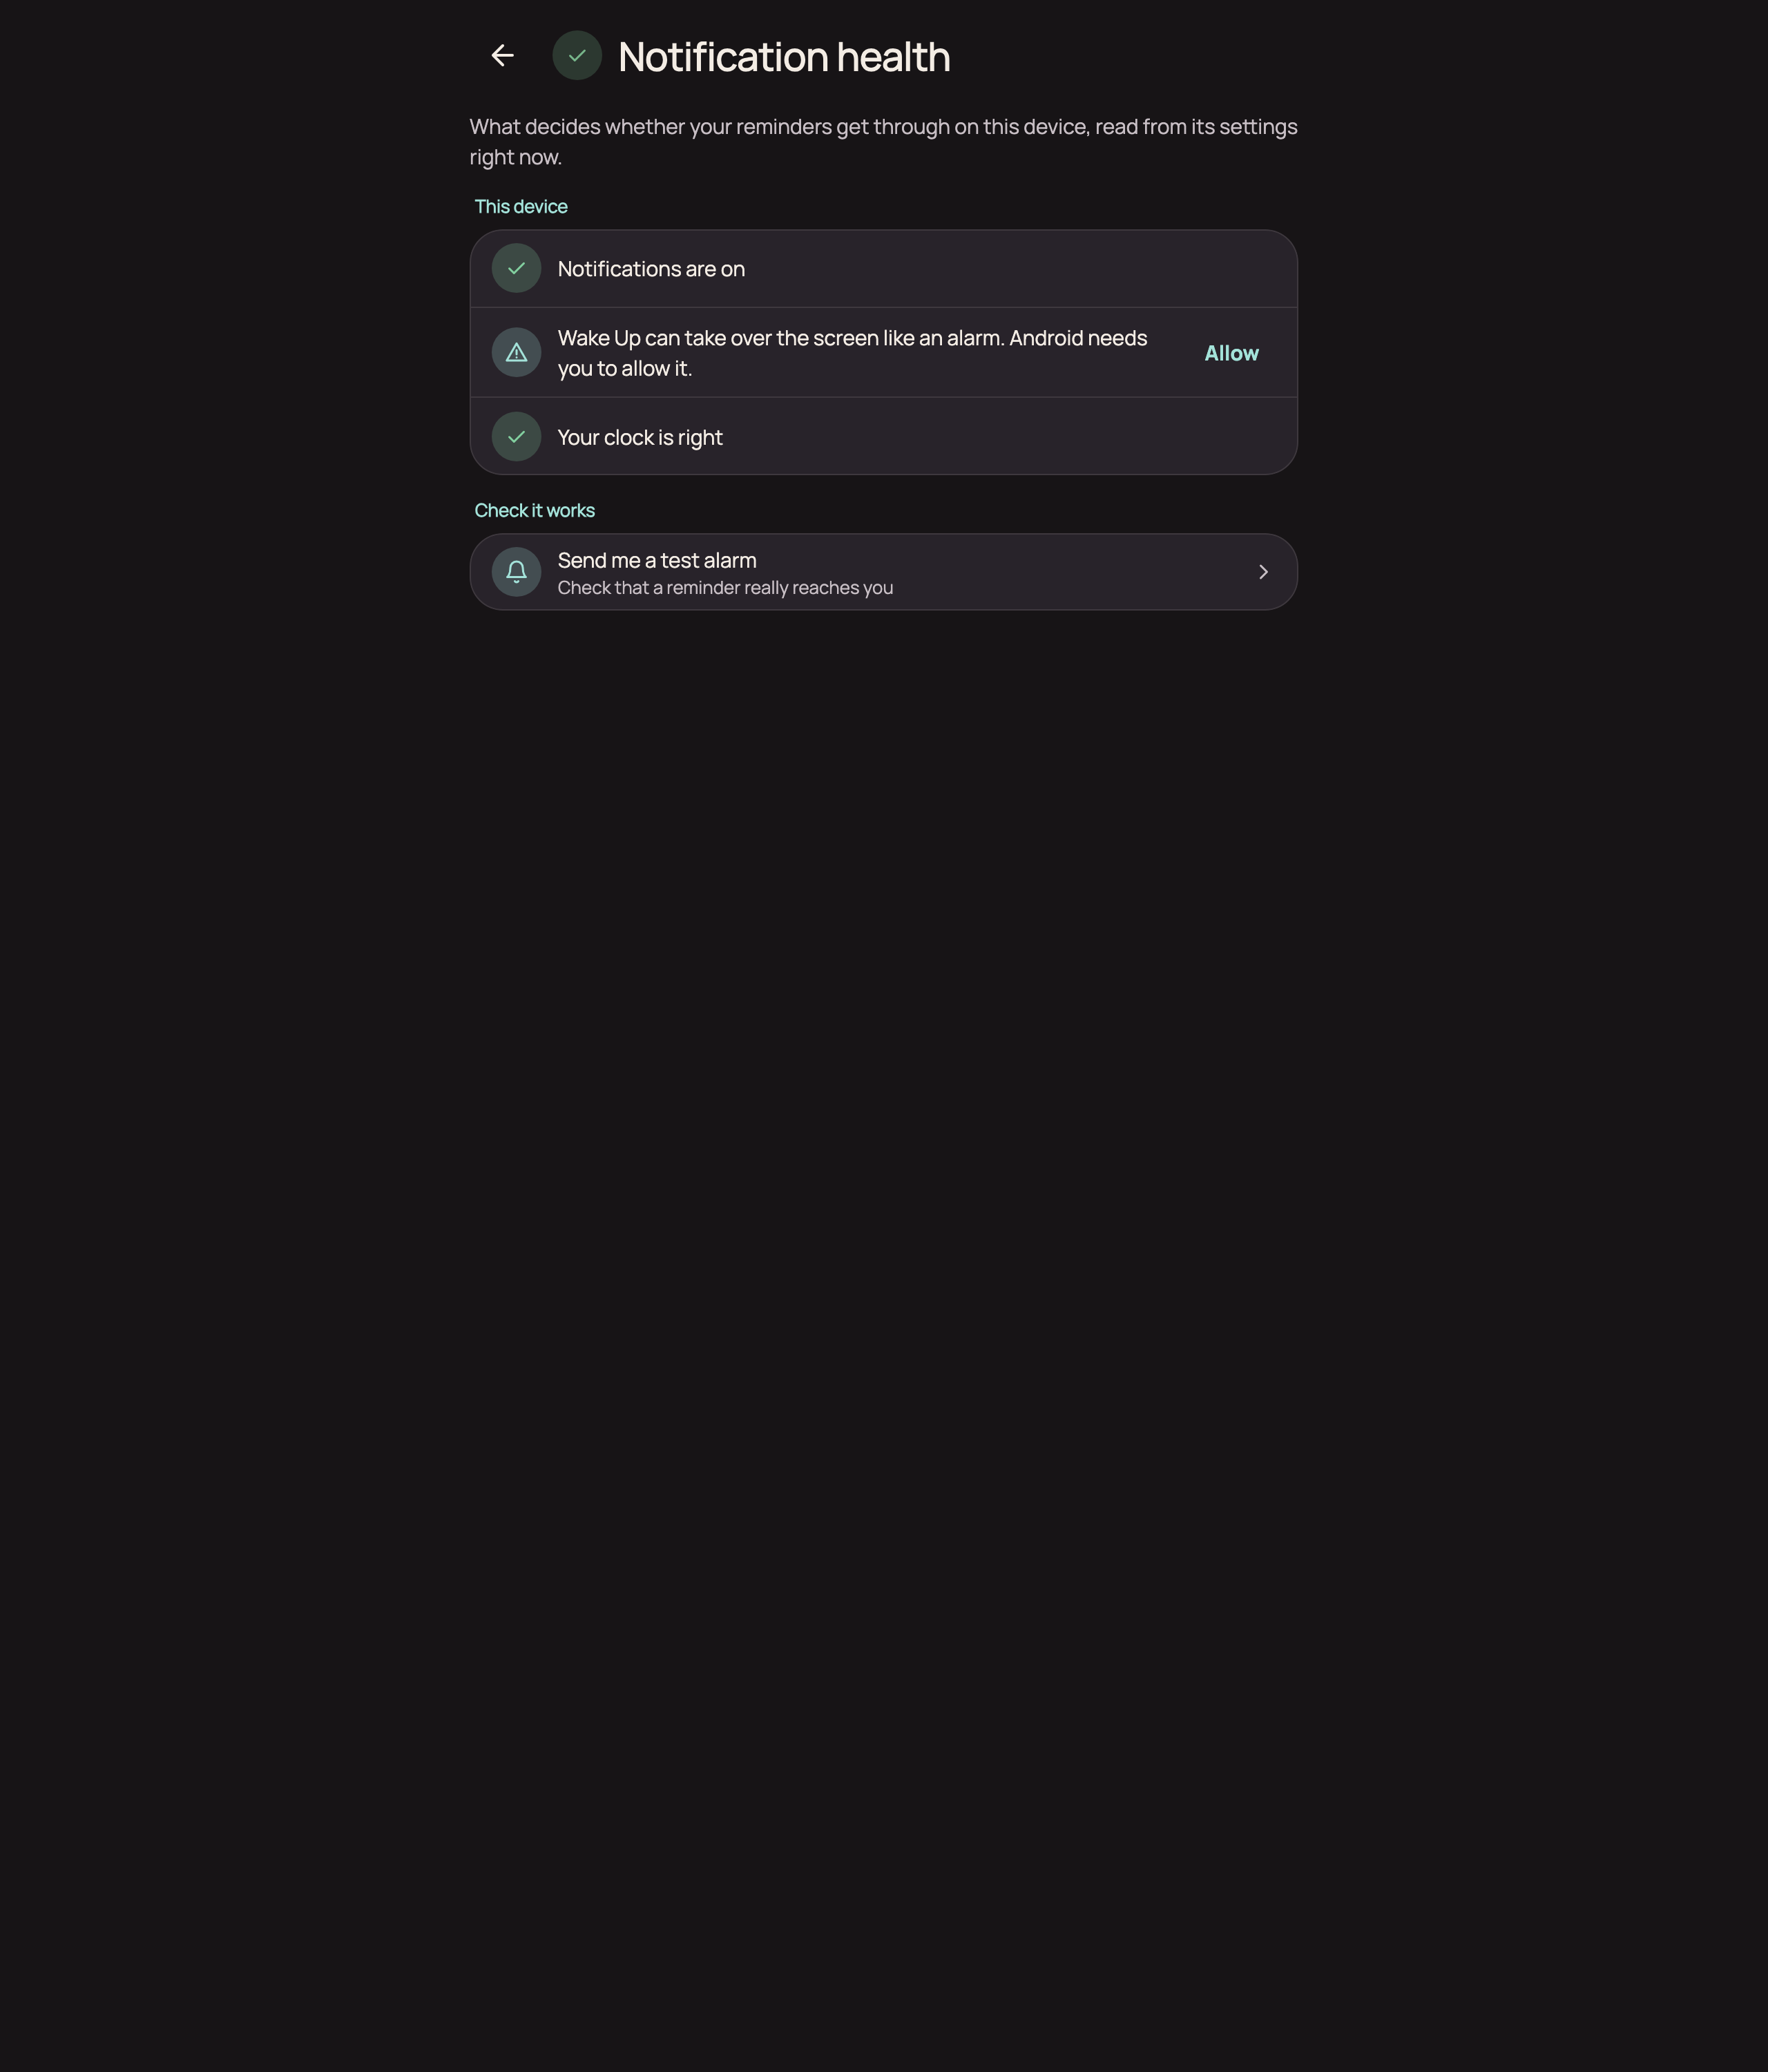 Notification health
What decides whether your reminders get through on this device, read from its settings
right now.
This device
Notifications are on
Wake Up can take over the screen like an alarm. Android needs
you to allow it.
Allow
Your clock is right
Check it works
Send me a test alarm
Check that a reminder really reaches you